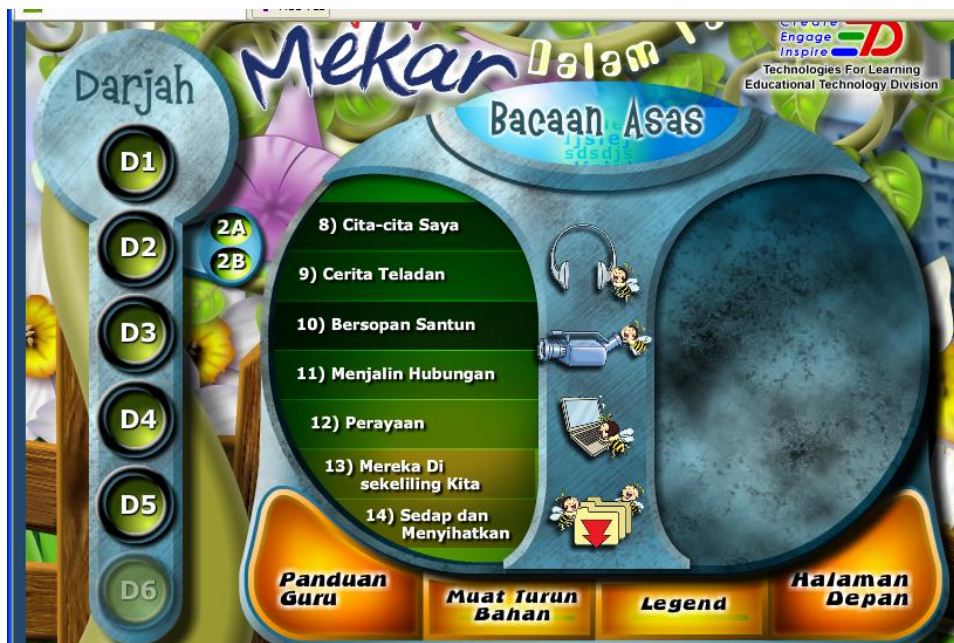 Create
Engage
Inspire
Technologies For Learning
Educational Technology Division
Mekar
Dalam
Darjah
Bacaan Asas
sdsdjs
D1
D2
2A
2B
D3
D4
D5
D6
8) Cita-cita Saya
9) Cerita Teladan
10) Bersopan Santun
11) Menjalin Hubungan
12) Perayaan
13) Mereka Di
sekeliling Kita
14) Sedap dan
Menyihatkan
Panduan
Guru
Muat Turun
Bahan
Legend
Halaman
Depan